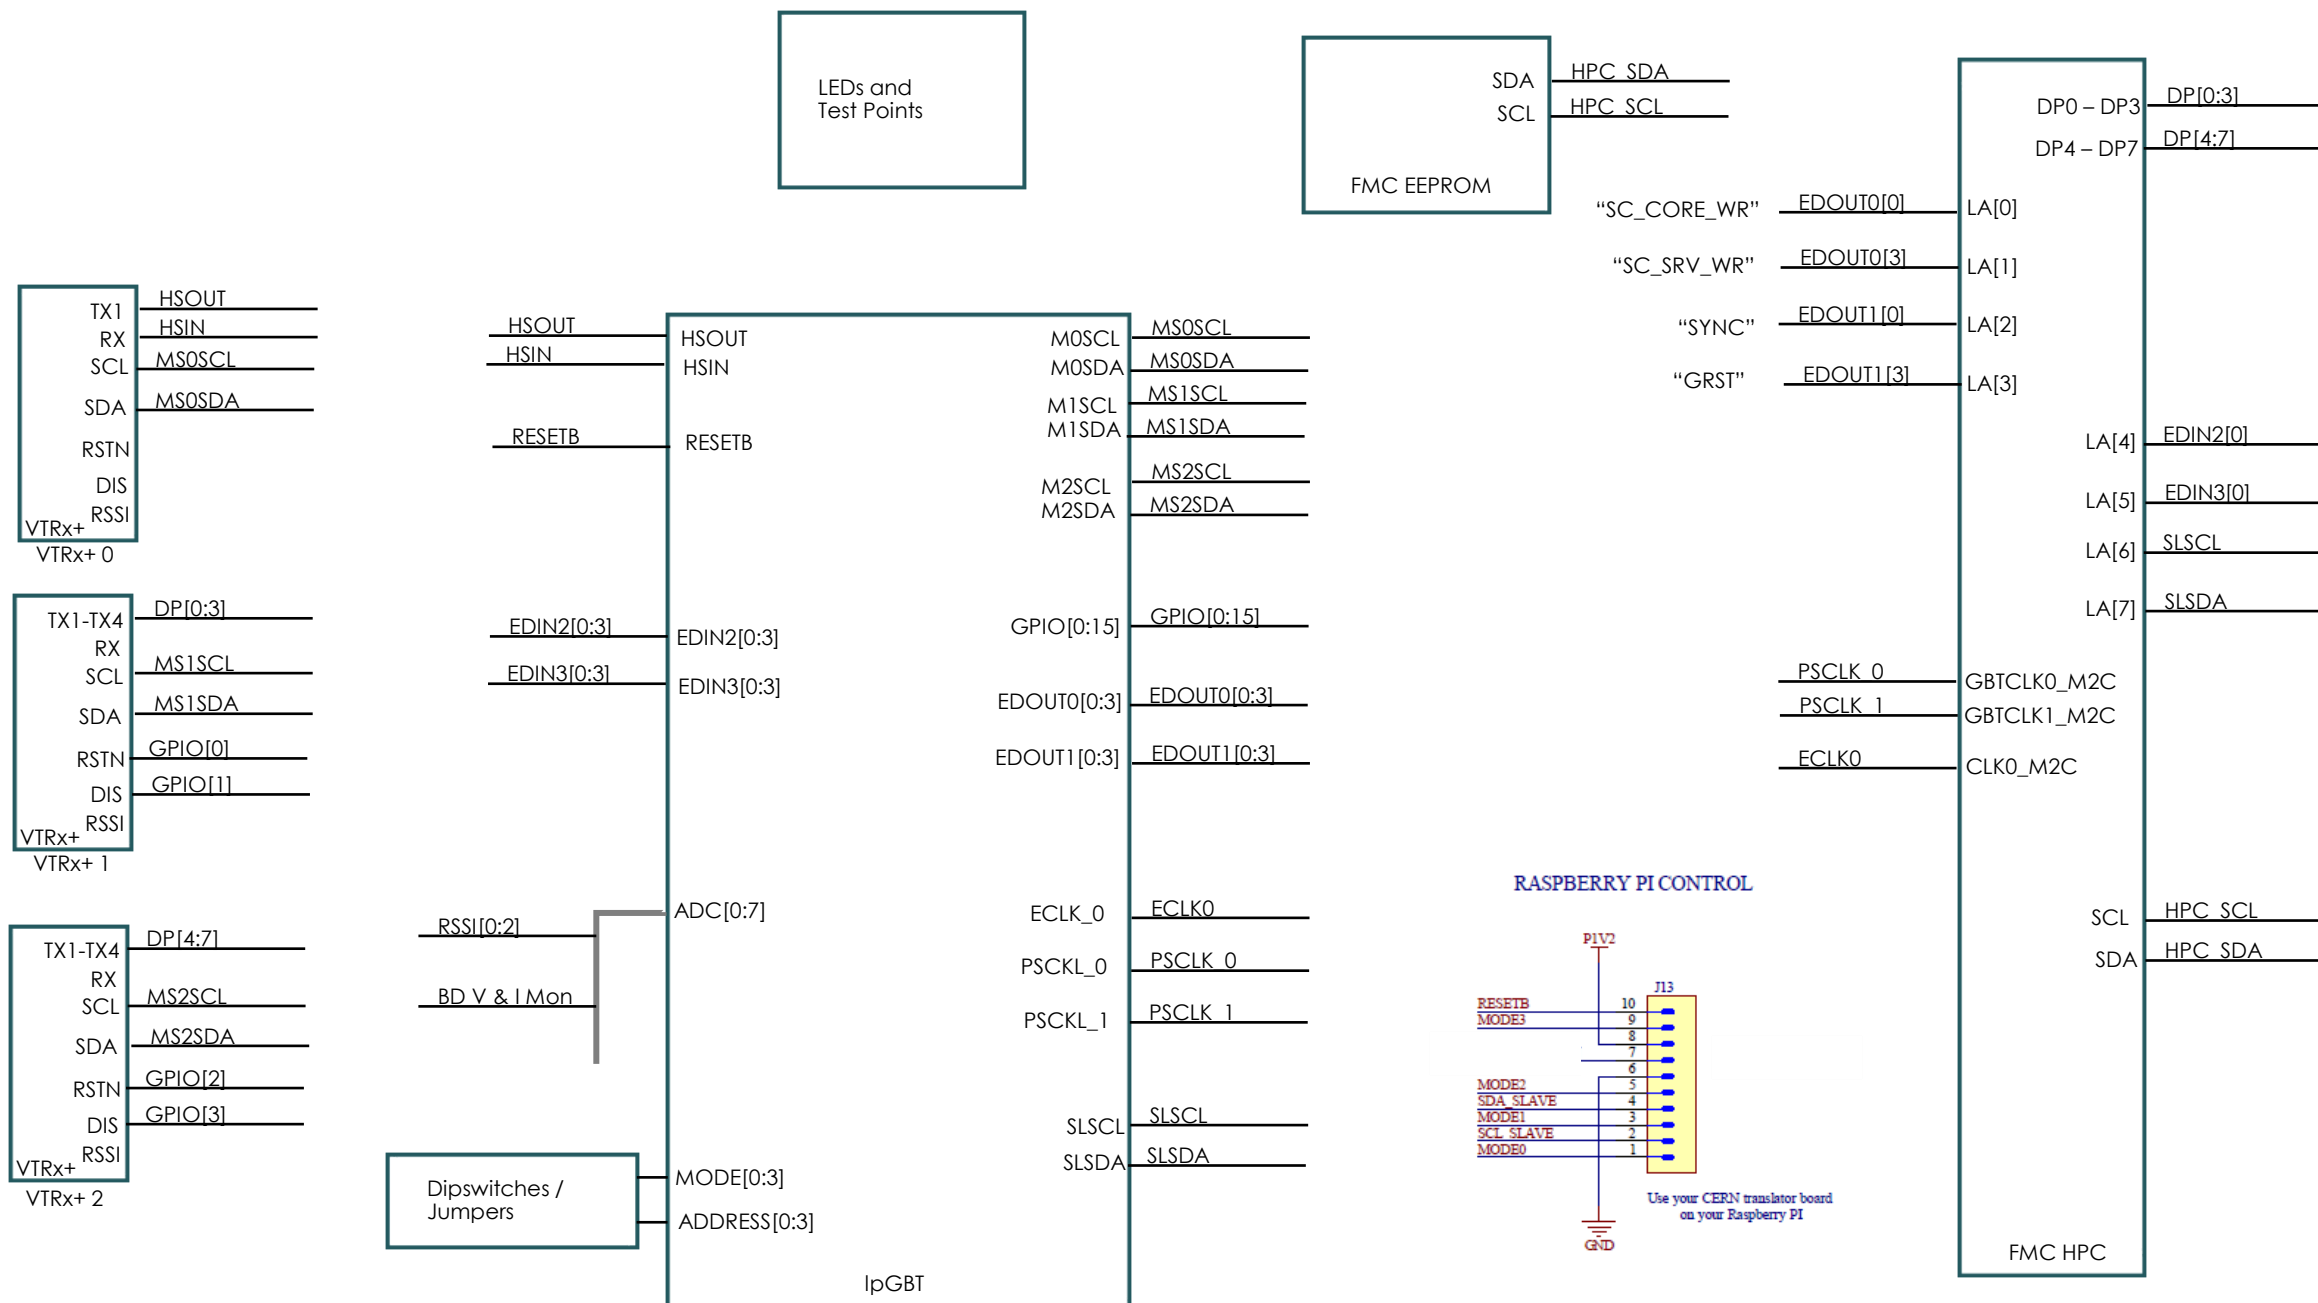 LEDs and
Test Points
SDA HPC_SDA
SCL HPC_SCL
FMC EEPROM
DP0 – DP3 DP[0:3]
DP4 – DP7 DP[4:7]
“SC_CORE_WR” EDOUT0[0] LA[0]
“SC_SRV_WR” EDOUT0[3] LA[1]
“SYNC” EDOUT1[0] LA[2]
“GRST” EDOUT1[3] LA[3]
LA[4] EDIN2[0]
LA[5] EDIN3[0]
LA[6] SLSCL
LA[7] SLSDA
PSCLK_0 GBTCLK0_M2C
PSCLK_1 GBTCLK1_M2C
ECLK0 CLK0_M2C
SCL HPC_SCL
SDA HPC_SDA
FMC HPC
TX1 HSOUT
RX HSIN
SCL MS0SCL
SDA MS0SDA
RSTN
DIS
RSSI
VTRx+
VTRx+ 0
TX1-TX4 DP[0:3]
RX
SCL MS1SCL
SDA MS1SDA
RSTN GPIO[0]
DIS GPIO[1]
RSSI
VTRx+
VTRx+ 1
TX1-TX4 DP[4:7]
RX
SCL MS2SCL
SDA MS2SDA
RSTN GPIO[2]
DIS GPIO[3]
RSSI
VTRx+
VTRx+ 2
HSOUT HSOUT
HSIN HSIN
RESETB RESETB
EDIN2[0:3] EDIN2[0:3]
EDIN3[0:3] EDIN3[0:3]
RSSI[0:2] ADC[0:7]
BD V & I Mon
Dipswitches /
Jumpers
MODE[0:3]
ADDRESS[0:3]
lpGBT
M0SCL MS0SCL
M0SDA MS0SDA
M1SCL MS1SCL
M1SDA MS1SDA
M2SCL MS2SCL
M2SDA MS2SDA
GPIO[0:15] GPIO[0:15]
EDOUT0[0:3] EDOUT0[0:3]
EDOUT1[0:3] EDOUT1[0:3]
ECLK_0 ECLK0
PSCKL_0 PSCLK_0
PSCKL_1 PSCLK_1
SLSCL SLSCL
SLSDA SLSDA
RASPBERRY PI CONTROL
P1V2
J13
RESETB 10
MODE3 9
8
7
6
MODE2 5
SDA_SLAVE 4
MODE1 3
SCL_SLAVE 2
MODE0 1
GND
Use your CERN translator board
on your Raspberry PI